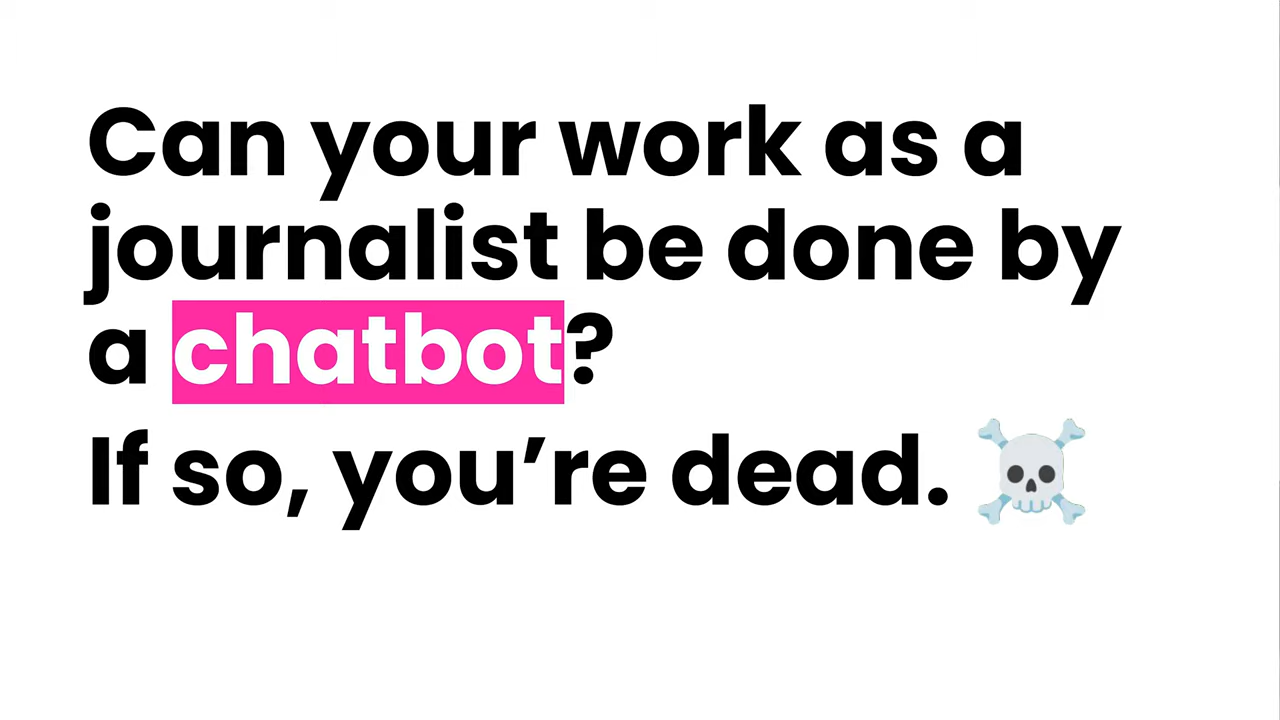 Can your work as a
journalist be done by
a chatbot?
If so, you’re dead. ☠️